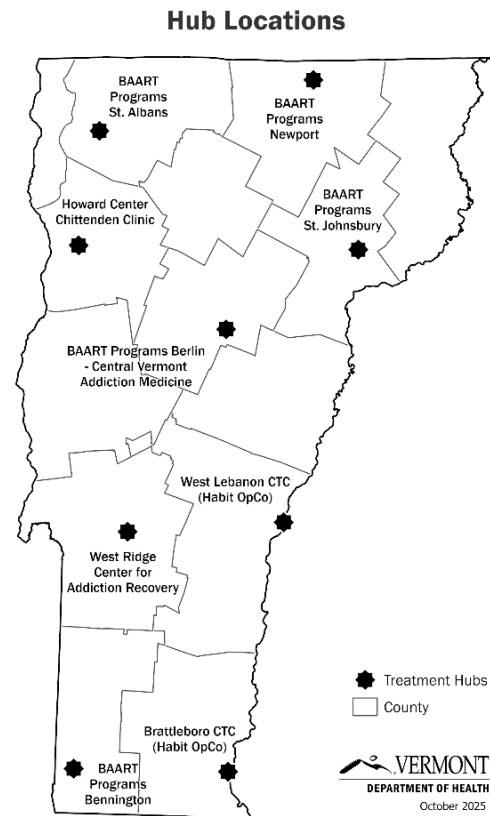 Hub Locations
BAART
Programs
St. Albans
BAART
Programs
Newport
Howard Center
Chittenden Clinic
BAART
Programs
St. Johnsbury
BAART Programs Berlin
- Central Vermont
Addiction Medicine
West Lebanon CTC
(Habit OpCo)
West Ridge
Center for
Addiction Recovery
Brattleboro CTC
(Habit OpCo)
BAART
Programs
Bennington
Treatment Hubs
County
VERMONT
DEPARTMENT OF HEALTH
October 2025